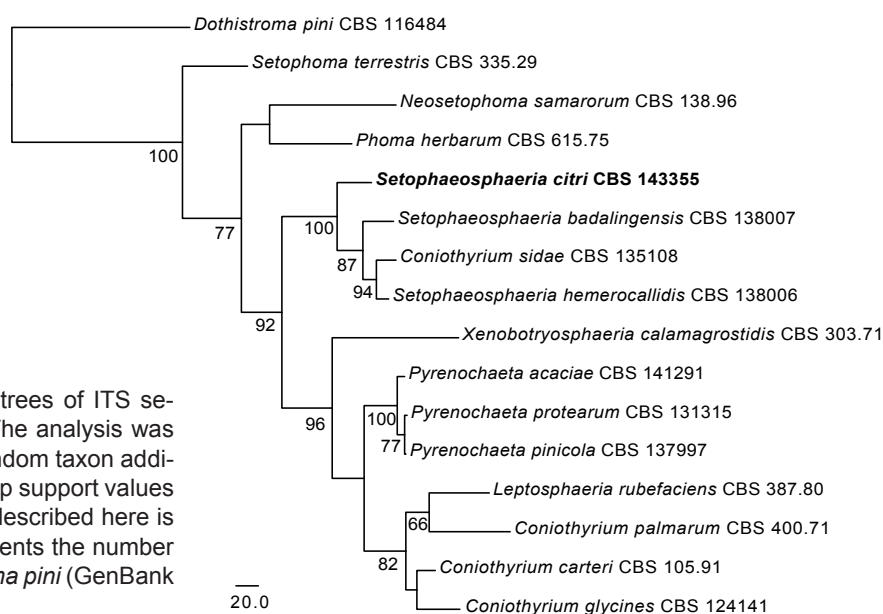 Dothistroma pini CBS 116484
Setophoma terrestris CBS 335.29
Neosetophoma samarorum CBS 138.96
Phoma herbarum CBS 615.75
100
Setophaeosphaeria citri CBS 143355
77
100
Setophaeosphaeria badalingensis CBS 138007
87
Coniothyrium sidae CBS 135108
94
Setophaeosphaeria hemerocallidis CBS 138006
92
Xenobotryosphaeria calamagrostidis CBS 303.71
Pyrenochaeta acaciae CBS 141291
96
100
Pyrenochaeta protearum CBS 131315
77
Pyrenochaeta pinicola CBS 137997
Leptosphaeria rubefaciens CBS 387.80
66
Coniothyrium palmarum CBS 400.71
82
Coniothyrium carteri CBS 105.91
Coniothyrium glycines CBS 124141
20.0
trees of ITS se-
he analysis was
ndom taxon addi-
p support values
described here is
ents the number
ma pini (GenBank